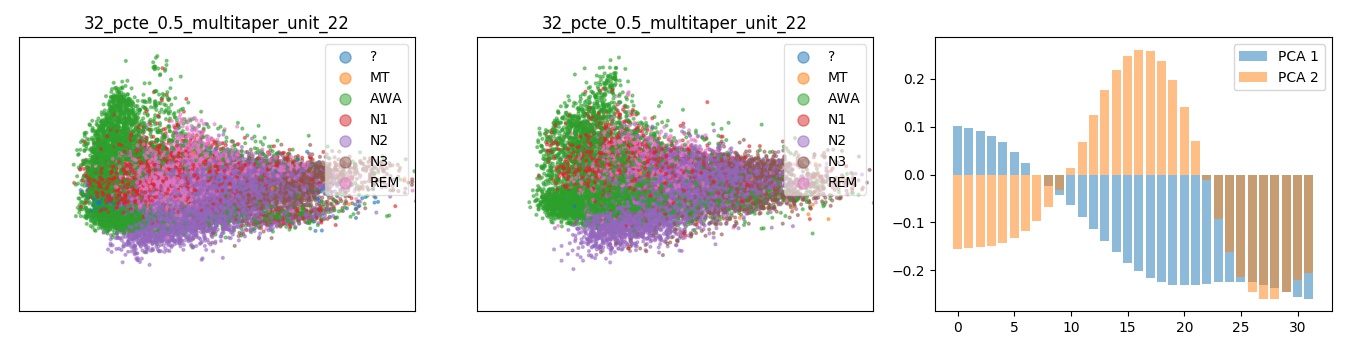 32_pcte_0.5_multitaper_unit_22
?
MT
AWA
N1
N2
N3
REM
32_pcte_0.5_multitaper_unit_22
?
MT
AWA
N1
N2
N3
REM
PCA 1
PCA 2
0.2
0.1
0.0
−0.1
−0.2
0 5 10 15 20 25 30